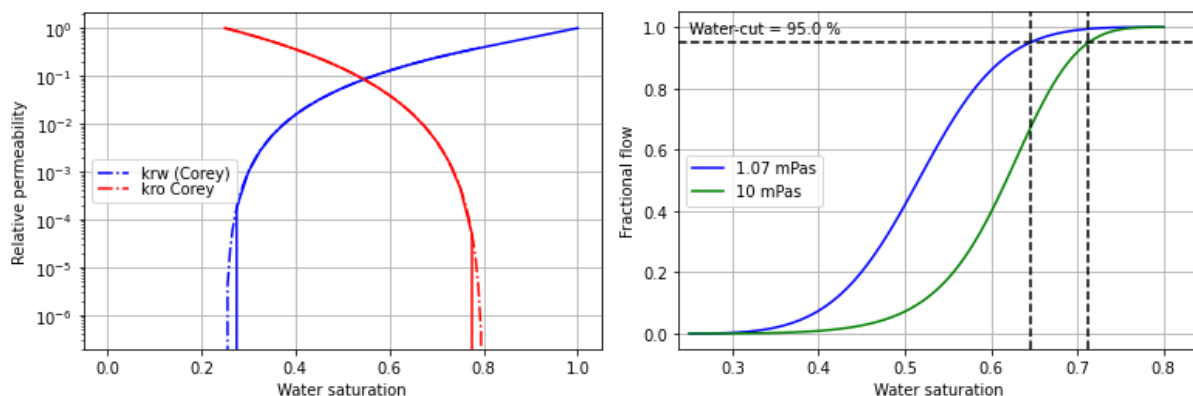 10⁰
10⁻¹
10⁻²
10⁻³
10⁻⁴
10⁻⁵
10⁻⁶
Relative permeability
krw (Corey)
kro Corey
0.0 0.2 0.4 0.6 0.8 1.0
Water saturation
1.0
0.8
0.6
0.4
0.2
0.0
Fractional flow
Water-cut = 95.0 %
1.07 mPas
10 mPas
0.3 0.4 0.5 0.6 0.7 0.8
Water saturation